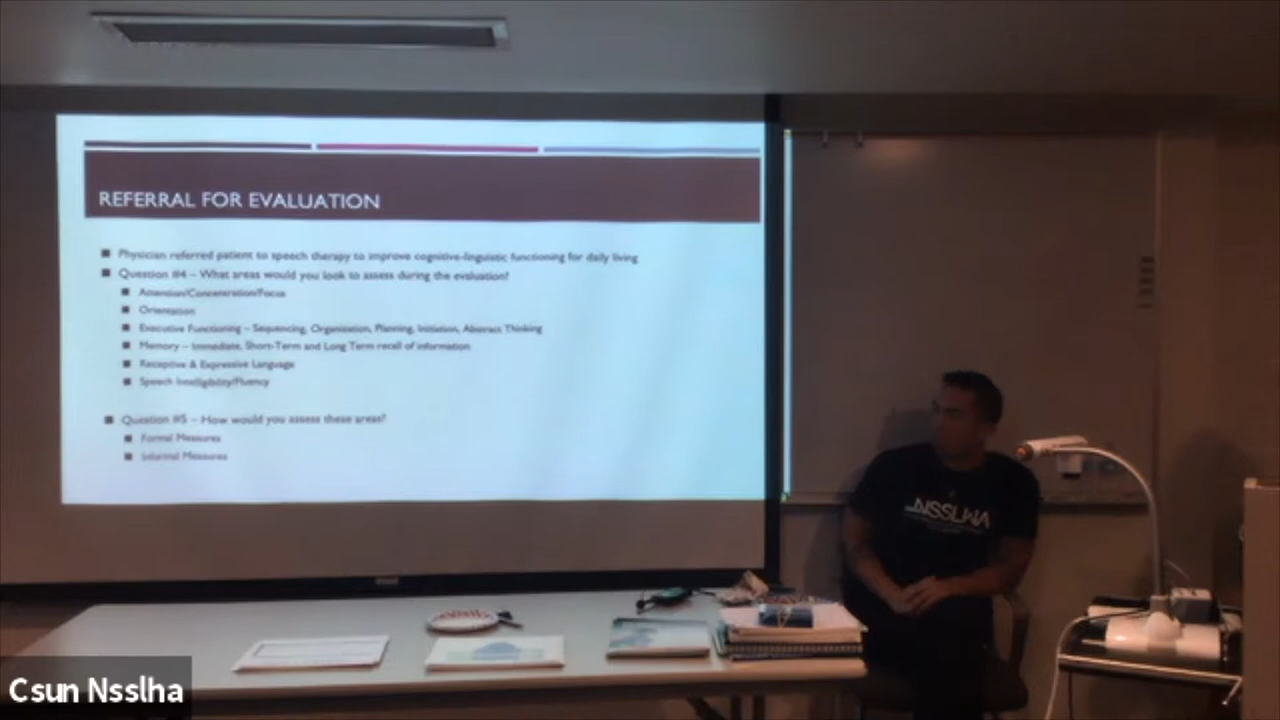 REFERRAL FOR EVALUATION
Physician referred patient to speech therapy to improve cognitive-linguistic functioning for daily living
Question #4 – What areas would you look to assess during the evaluation?
Attention/Concentration/Focus
Orientation
Executive Functioning – Sequencing, Organization, Planning, Initiation, Abstract Thinking
Memory – Immediate, Short-Term and Long Term recall of information
Receptive & Expressive Language
Speech Intelligibility/Fluency
Question #5 – How would you assess these areas?
Formal Measures
Informal Measures
NSSLHA
Csun Nsslha